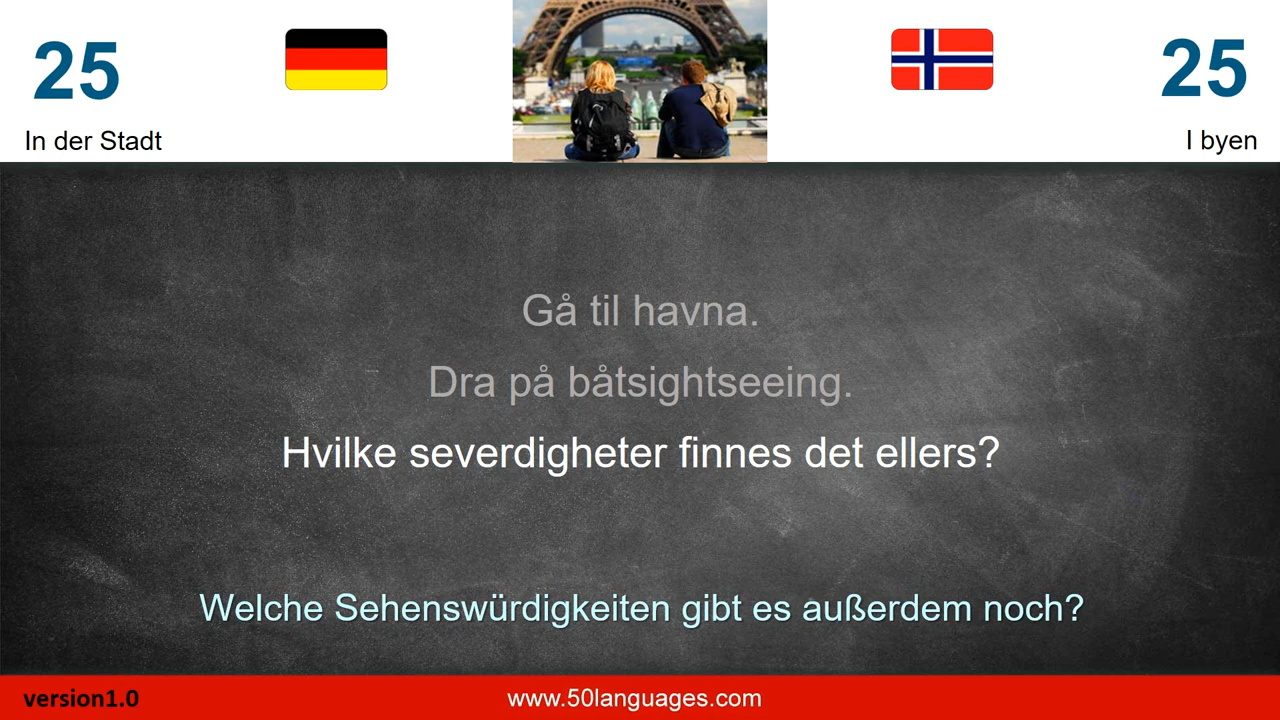 25
25
In der Stadt
I byen
Gå til havna.
Dra på båtsightseeing.
Hvilke severdigheter finnes det ellers?
Welche Sehenswürdigkeiten gibt es außerdem noch?
version1.0
www.50languages.com